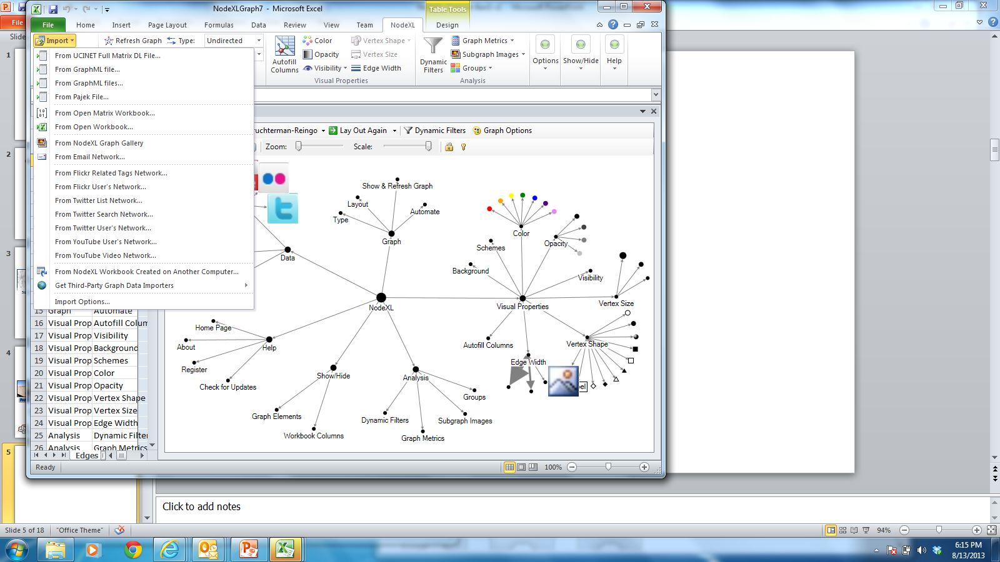 NodeXLGraph7 - Microsoft Excel
Table Tools
File
File Home Insert Page Layout Formulas Data Review View Team NodeXL Design
Slide
Import
Refresh Graph
Type:
Undirected
Autofill Columns
Color
Opacity
Visibility
Vertex Shape
Vertex Size
Edge Width
Visual Properties
Dynamic Filters
Graph Metrics
Subgraph Images
Groups
Analysis
Options
Show/Hide
Help
From UCINET Full Matrix DL File...
From GraphML file...
From GraphML files...
From Pajek File...
From Open Matrix Workbook...
From Open Workbook...
From NodeXL Graph Gallery
From Email Network...
From Flickr Related Tags Network...
From Flickr User's Network...
From Twitter List Network...
From Twitter Search Network...
From Twitter User's Network...
From YouTube User's Network...
From YouTube Video Network...
From NodeXL Workbook Created on Another Computer...
Get Third-Party Graph Data Importers
Import Options...
ruchterman-Reingo
Lay Out Again
Dynamic Filters
Graph Options
Zoom:
Scale:
Show & Refresh Graph
Layout
Automate
Type
Graph
Data
Color
Opacity
Schemes
Background
Visibility
Vertex Size
NodeXL
Visual Properties
Home Page
About
Help
Register
Check for Updates
Autofill Columns
Vertex Shape
Edge Width
bel
Show/Hide
Analysis
Groups
Graph Elements
Dynamic Filters
Subgraph Images
Workbook Columns
Graph Metrics
15 Graph Automate
16 Visual Prop Autofill Colum
17 Visual Prop Visibility
18 Visual Prop Background
19 Visual Prop Schemes
20 Visual Prop Color
21 Visual Prop Opacity
22 Visual Prop Vertex Shape
23 Visual Prop Vertex Size
24 Visual Prop Edge Width
25 Analysis Dynamic Filter
26 Analysis Graph Metrics
Edges
Ready
100%
1
2
3
4
5
Click to add notes
Slide 5 of 18
"Office Theme"
94%
6:15 PM
8/13/2013